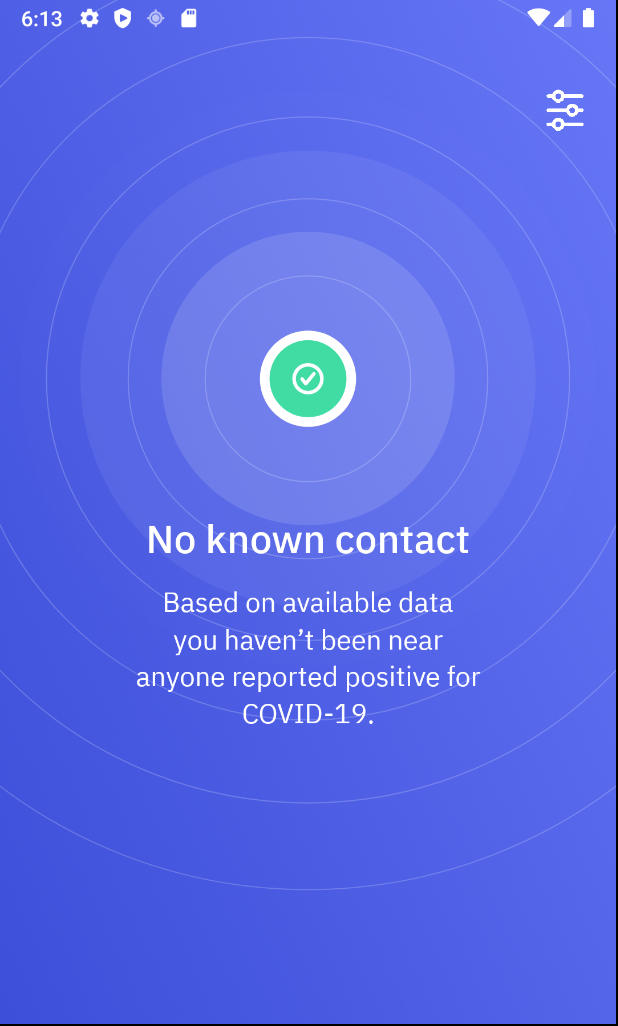 6:13
No known contact
Based on available data
you haven’t been near
anyone reported positive for
COVID-19.